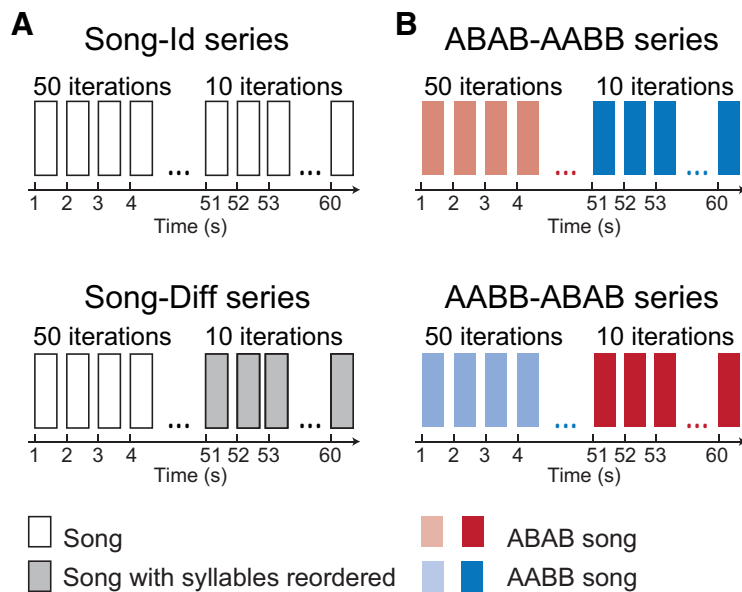 A
Song-Id series
50 iterations 10 iterations
...
...
1 2 3 4 51 52 53 60
Time (s)
Song-Diff series
50 iterations 10 iterations
...
...
1 2 3 4 51 52 53 60
Time (s)
Song
Song with syllables reordered
B
ABAB-AABB series
50 iterations 10 iterations
...
...
1 2 3 4 51 52 53 60
Time (s)
AABB-ABAB series
50 iterations 10 iterations
...
...
1 2 3 4 51 52 53 60
Time (s)
ABAB song
AABB song